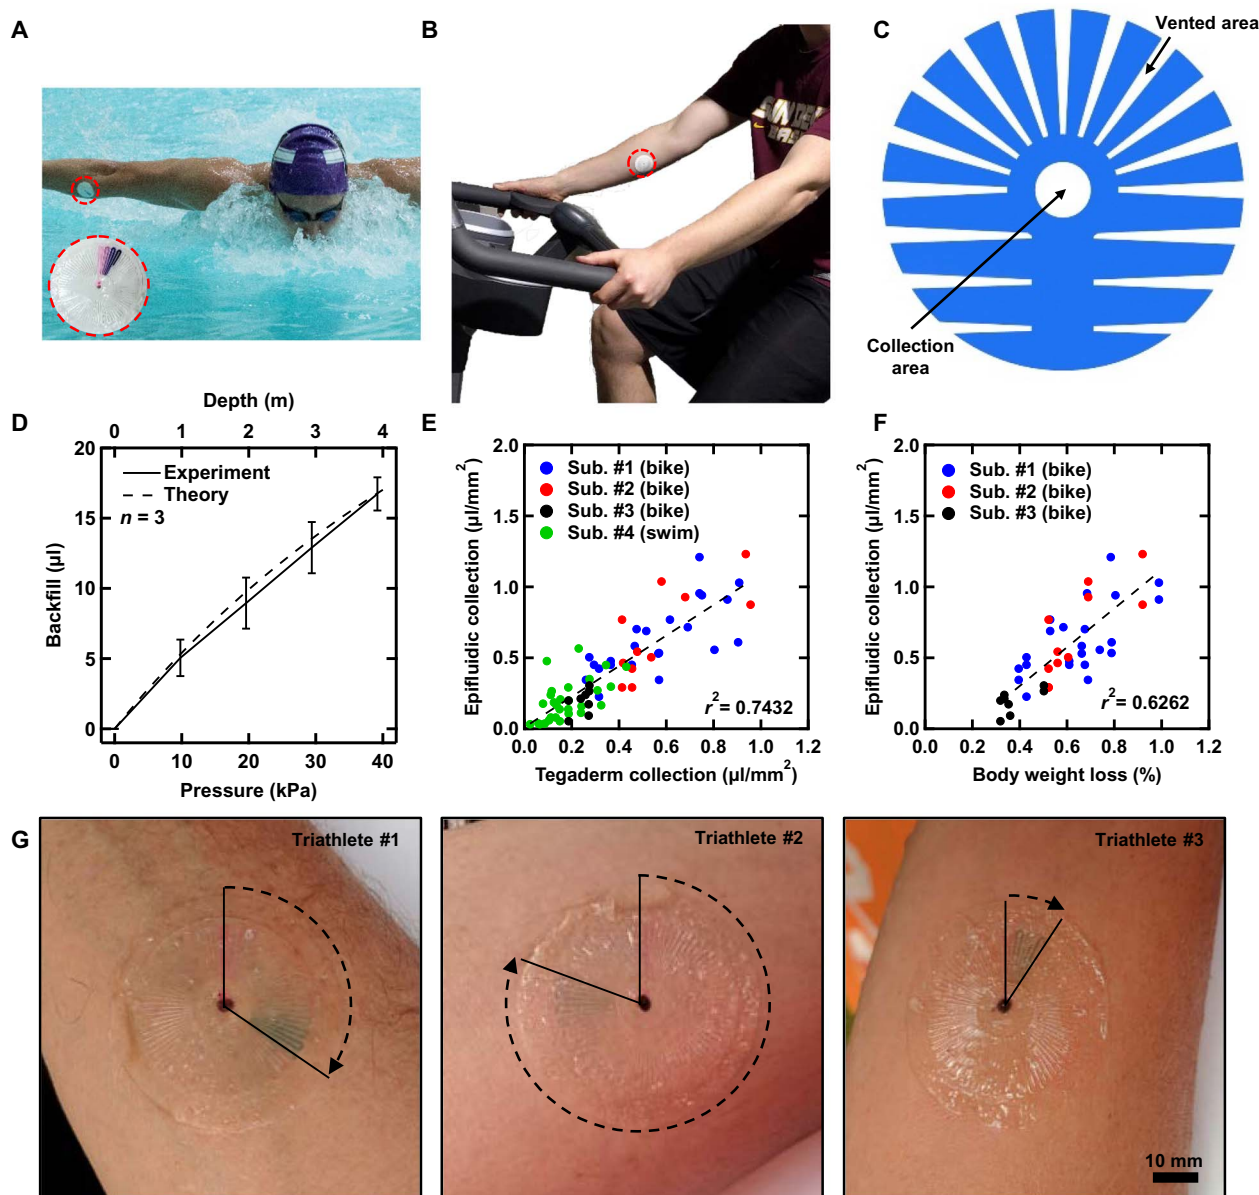 A
B
SUN DEV
C
Vented area
Collection
area
D
Depth (m)
0 1 2 3 4
20
15
10
5
0
Backfill (µl)
Experiment
Theory
n = 3
0 10 20 30 40
Pressure (kPa)
E
2.0
1.5
1.0
0.5
0.0
Epifluidic collection (µl/mm²)
Sub. #1 (bike)
Sub. #2 (bike)
Sub. #3 (bike)
Sub. #4 (swim)
r² = 0.7432
0.0 0.2 0.4 0.6 0.8 1.0 1.2
Tegaderm collection (µl/mm²)
F
2.0
1.5
1.0
0.5
0.0
Epifluidic collection (µl/mm²)
Sub. #1 (bike)
Sub. #2 (bike)
Sub. #3 (bike)
r² = 0.6262
0.0 0.2 0.4 0.6 0.8 1.0 1.2
Body weight loss (%)
G
Triathlete #1
Triathlete #2
Triathlete #3
10 mm